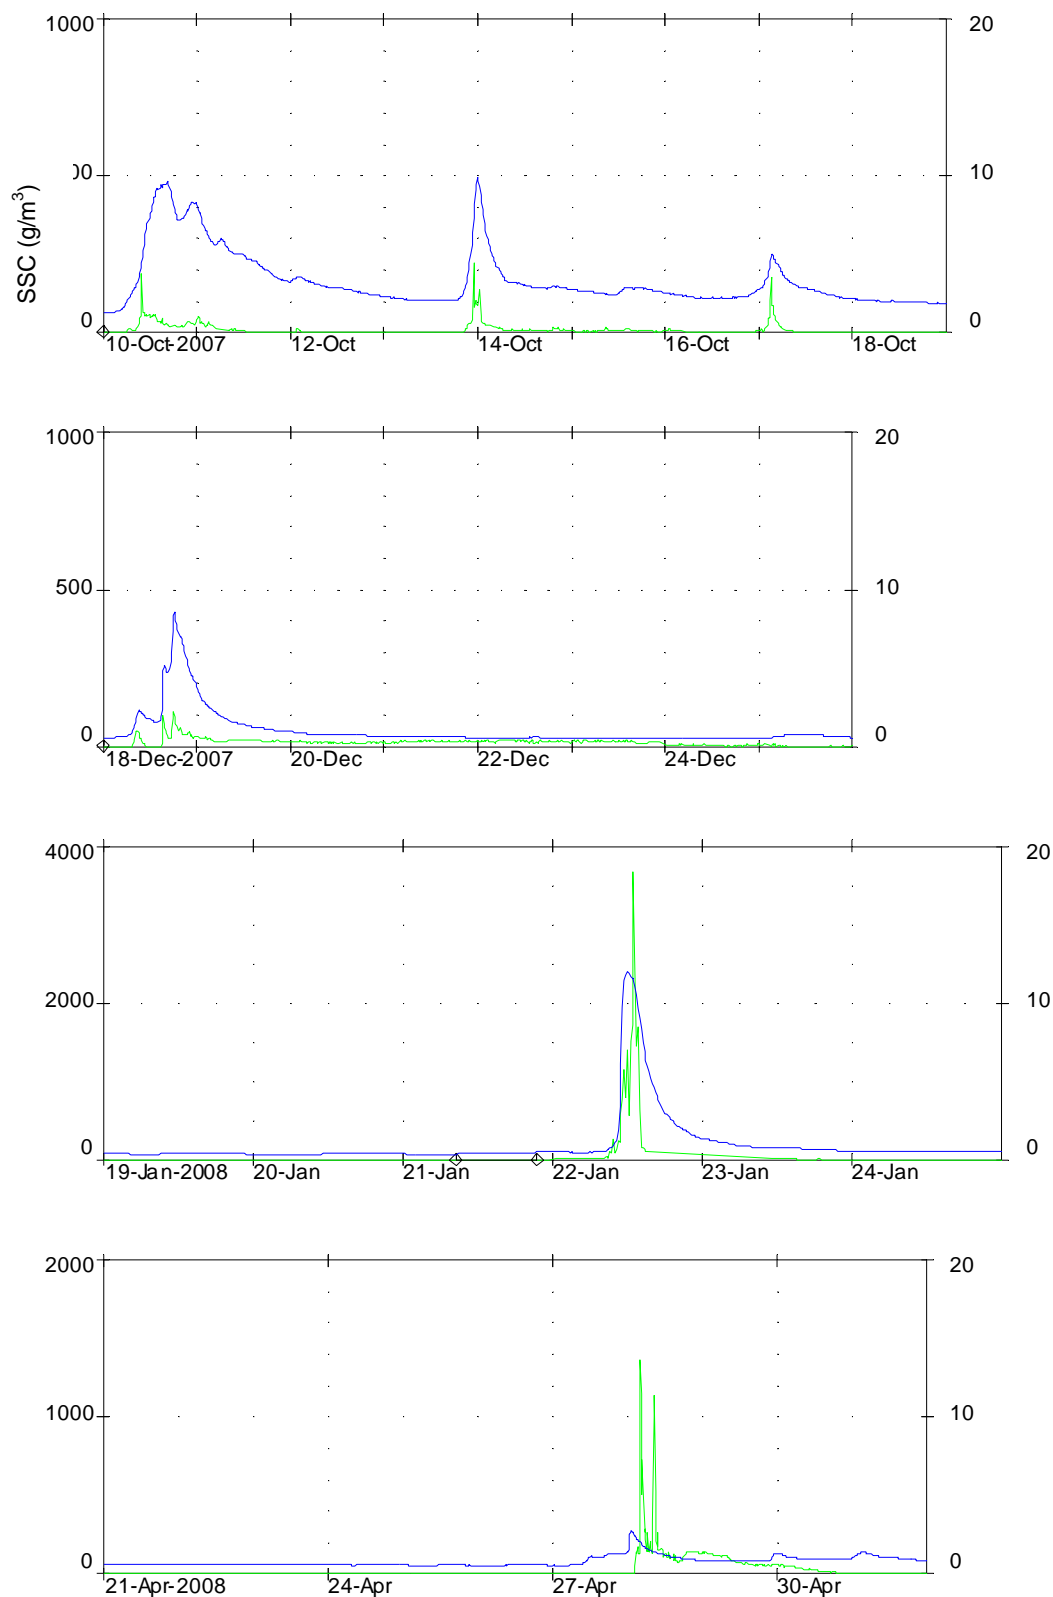 1000 20
00 10
SSC (g/m³)
0 0
10-Oct-2007 12-Oct 14-Oct 16-Oct 18-Oct
1000 20
500 10
0 0
18-Dec-2007 20-Dec 22-Dec 24-Dec
4000 20
2000 10
0 0
19-Jan-2008 20-Jan 21-Jan 22-Jan 23-Jan 24-Jan
2000 20
1000 10
0 0
21-Apr-2008 24-Apr 27-Apr 30-Apr